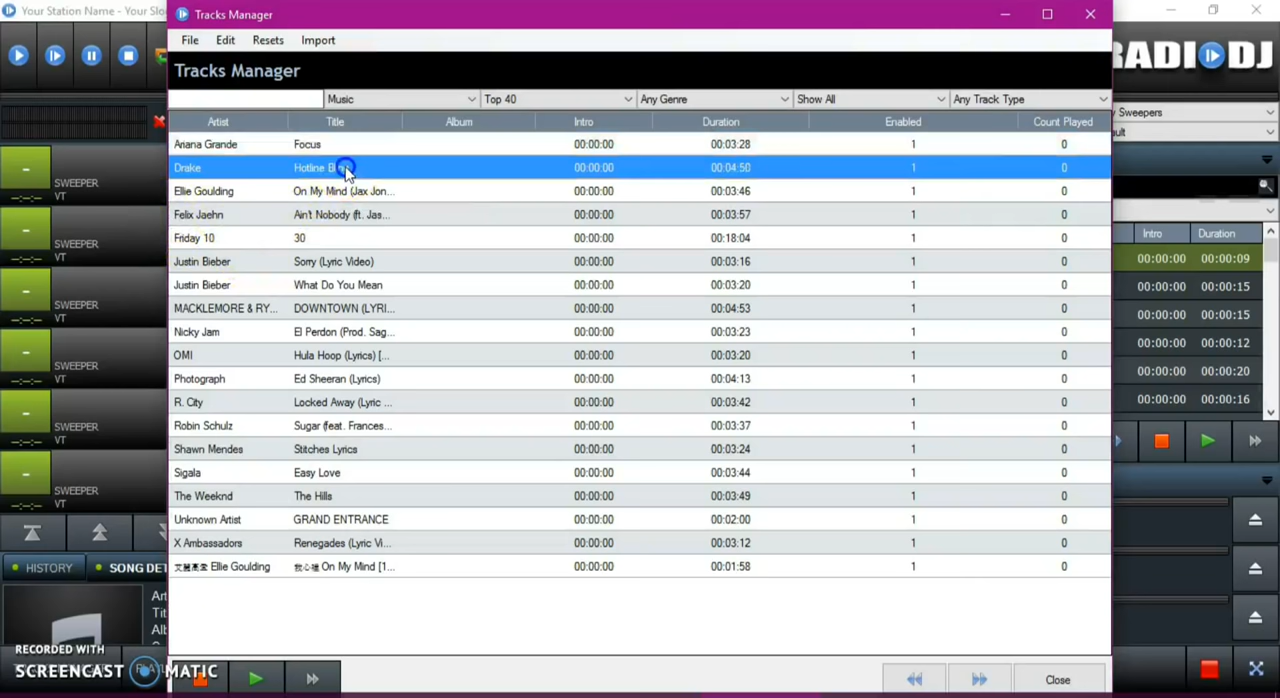 Your Station Name - Your Slo
Tracks Manager
File Edit Resets Import
RADIODJ
Tracks Manager
Music Top 40 Any Genre Show All Any Track Type
Sweepers
Artist Title Album Intro Duration Enabled Count Played
Ariana Grande Focus 00:00:00 00:03:28 1 0
Drake Hotline 00:00:00 00:04:50 1 0
Ellie Goulding On My Mind (Jax Jon... 00:00:00 00:03:46 1 0
Felix Jaehn Ain't Nobody (ft. Jas... 00:00:00 00:03:57 1 0
Friday 10 30 00:00:00 00:18:04 1 0
Justin Bieber Sorry (Lyric Video) 00:00:00 00:03:16 1 0
Justin Bieber What Do You Mean 00:00:00 00:03:20 1 0
MACKLEMORE & RY... DOWNTOWN (LYRI... 00:00:00 00:04:53 1 0
Nicky Jam El Perdon (Prod. Sag... 00:00:00 00:03:23 1 0
OMI Hula Hoop (Lyrics) [... 00:00:00 00:03:20 1 0
Photograph Ed Sheeran (Lyrics) 00:00:00 00:04:13 1 0
R. City Locked Away (Lyric ... 00:00:00 00:03:42 1 0
Robin Schulz Sugar (feat. Frances... 00:00:00 00:03:37 1 0
Shawn Mendes Stitches Lyrics 00:00:00 00:03:24 1 0
Sigala Easy Love 00:00:00 00:03:44 1 0
The Weeknd The Hills 00:00:00 00:03:49 1 0
Unknown Artist GRAND ENTRANCE 00:00:00 00:02:00 1 0
X Ambassadors Renegades (Lyric Vi... 00:00:00 00:03:12 1 0
Ellie Goulding On My Mind [1... 00:00:00 00:01:58 1 0
Close
SWEEPER
VT
SWEEPER
VT
SWEEPER
VT
SWEEPER
VT
SWEEPER
VT
SWEEPER
VT
HISTORY SONG DET
Art
Titl
Alb
RECORDED WITH
SCREENCAST MATIC
Intro Duration
00:00:00 00:00:09
00:00:00 00:00:15
00:00:00 00:00:15
00:00:00 00:00:12
00:00:00 00:00:20
00:00:00 00:00:16